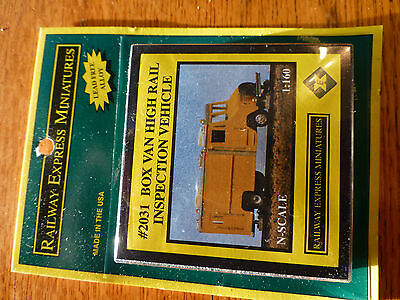 RAILWAY EXPRESS MINIATURES
LEAD FREE
ALLOY
MADE IN THE USA
#2031 BOX VAN HIGH RAIL
INSPECTION VEHICLE
1:160
N-SCALE
RAILWAY EXPRESS MINIATURES